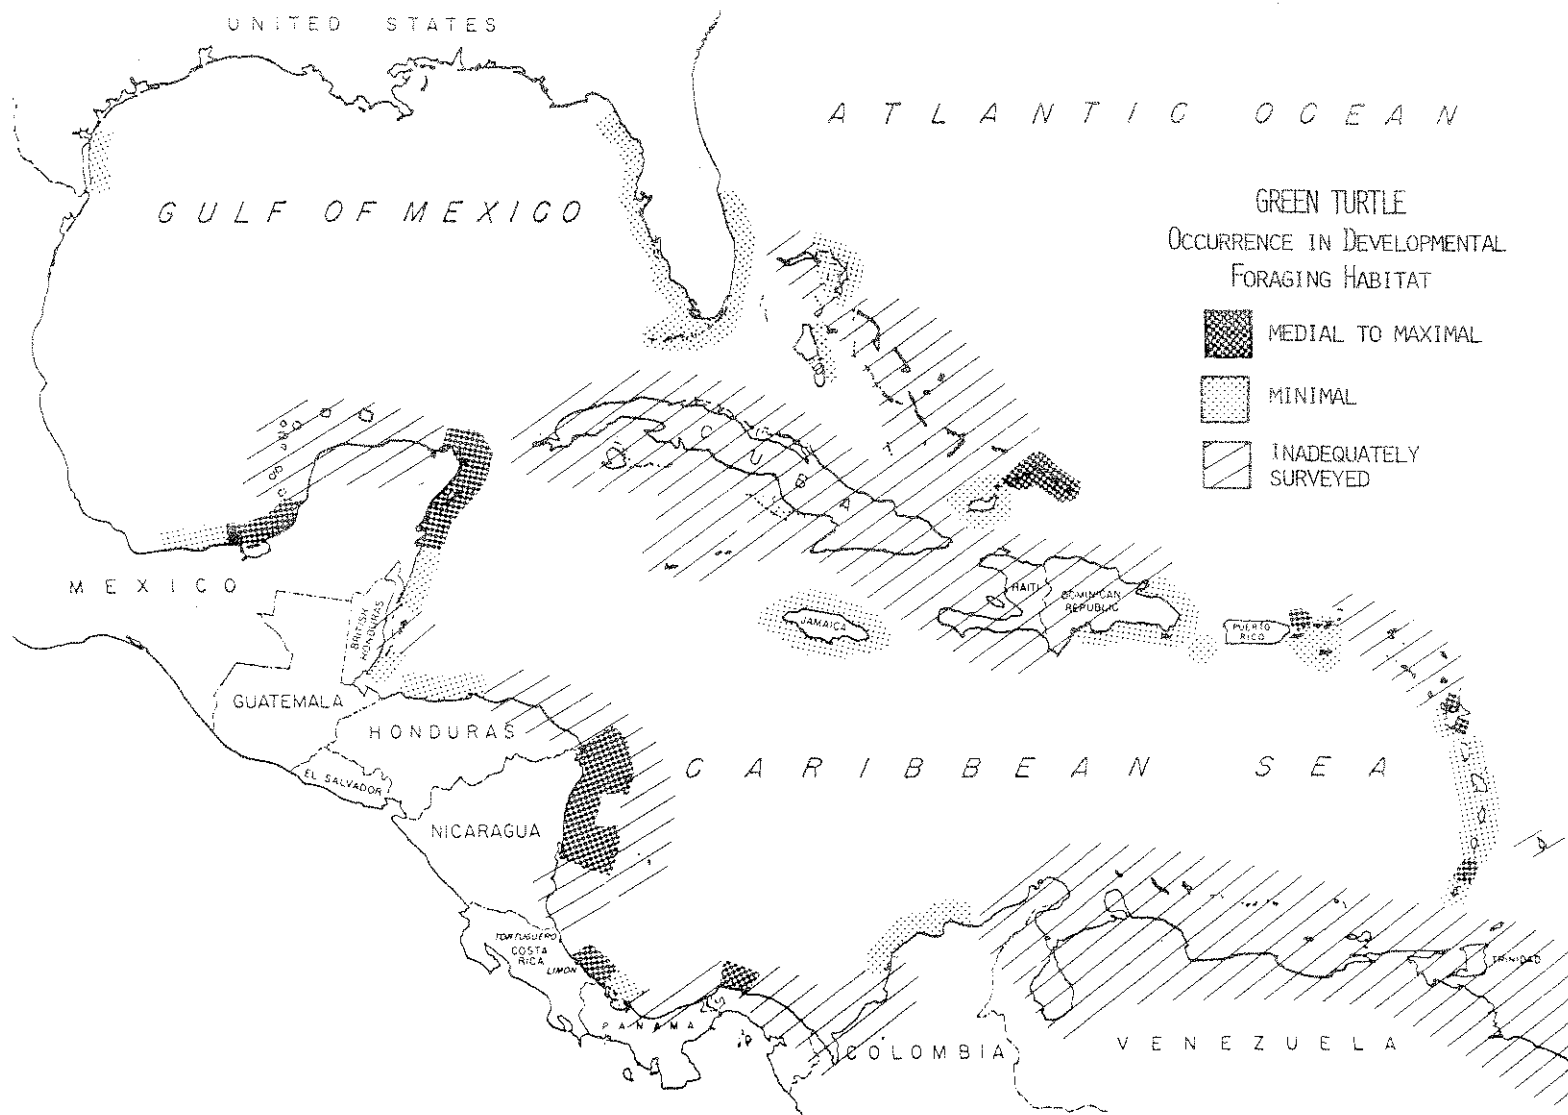 UNITED STATES
ATLANTIC OCEAN
GULF OF MEXICO
GREEN TURTLE
OCCURRENCE IN DEVELOPMENTAL
FORAGING HABITAT
MEDIAL TO MAXIMAL
MINIMAL
INADEQUATELY
SURVEYED
CUBA
MEXICO
BRITISH
HONDURAS
HAITI
DOMINICAN
REPUBLIC
JAMAICA
PUERTO
RICO
GUATEMALA
HONDURAS
EL SALVADOR
CARIBBEAN SEA
NICARAGUA
TORTUGUERO
COSTA
RICA
LIMON
TRINIDAD
PANAMA
COLOMBIA
VENEZUELA